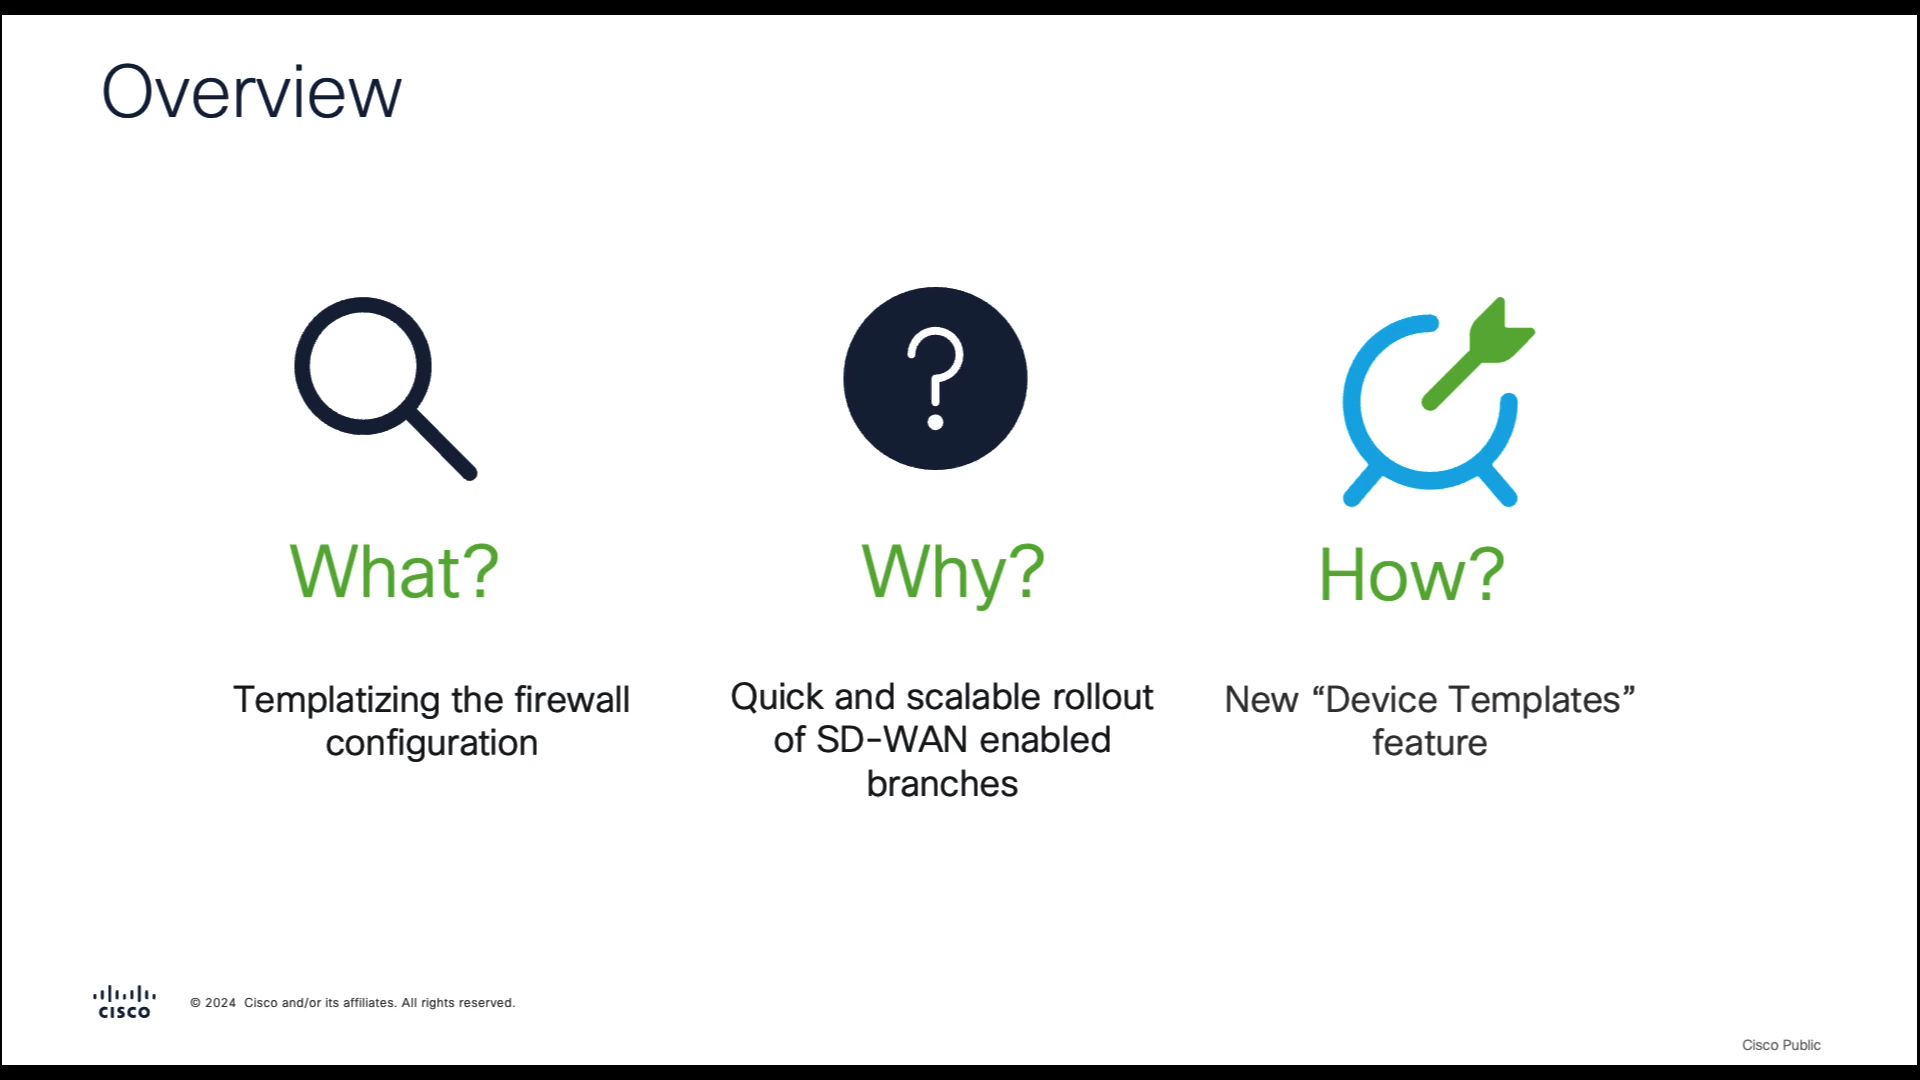 Overview
What?
Templatizing the firewall
configuration
Why?
Quick and scalable rollout
of SD-WAN enabled
branches
How?
New “Device Templates”
feature
CISCO
© 2024 Cisco and/or its affiliates. All rights reserved.
Cisco Public